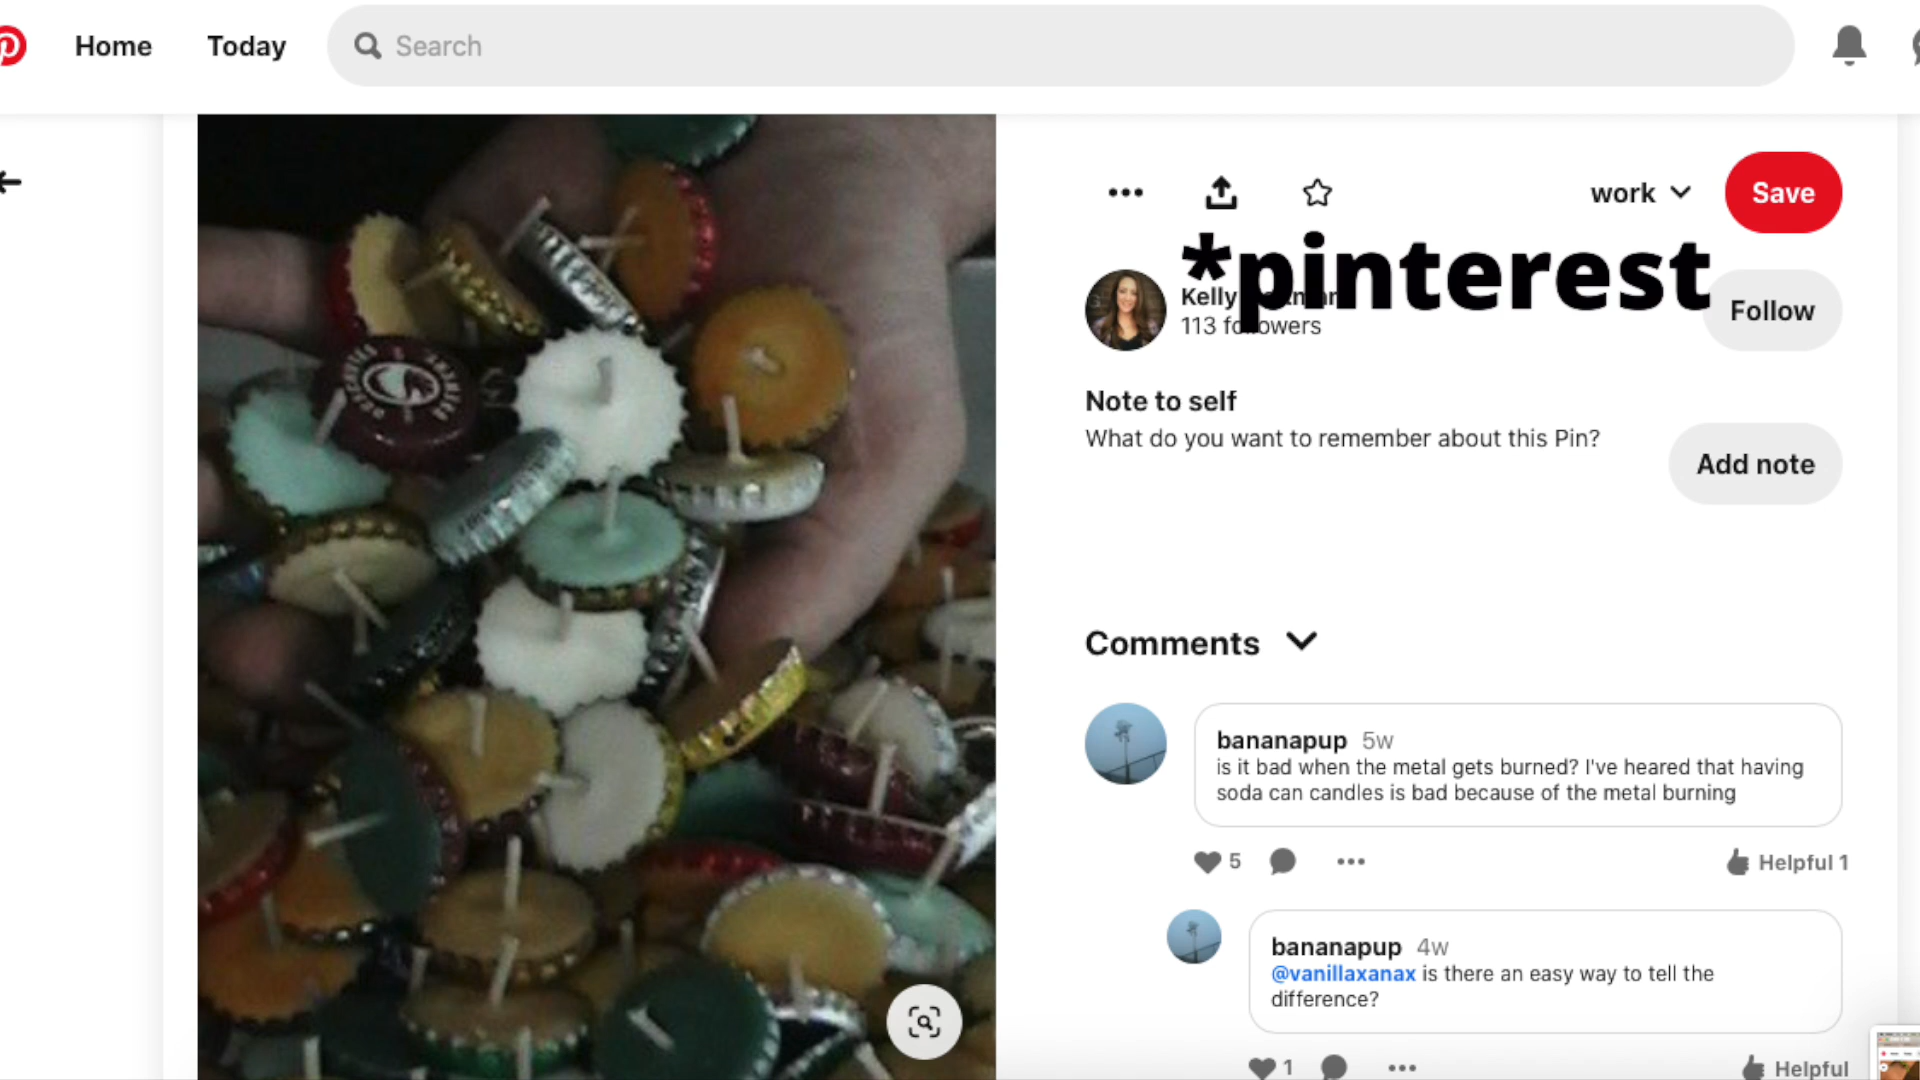 Home Today Search
work Save
*pinterest
Kelly
113 followers
Follow
Note to self
What do you want to remember about this Pin?
Add note
Comments
bananapup 5w
is it bad when the metal gets burned? I've heared that having
soda can candles is bad because of the metal burning
5 Helpful 1
bananapup 4w
@vanillaxanax is there an easy way to tell the
difference?
1 Helpful